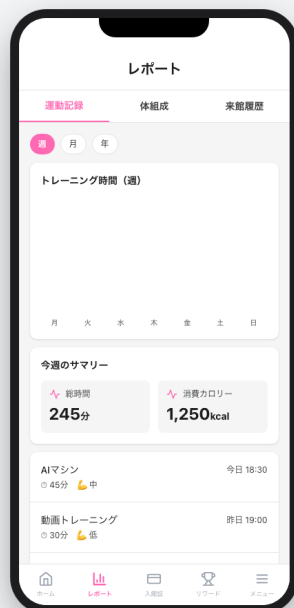 レポート
運動記録 体組成 来館履歴
週 月 年
トレーニング時間（週）
月 火 水 木 金 土 日
今週のサマリー
総時間 消費カロリー
245分 1,250kcal
AIマシン 今日 18:30
45分 💪 中
動画トレーニング 昨日 19:00
30分 💪 低
ホーム レポート 入館証 リワード メニュー